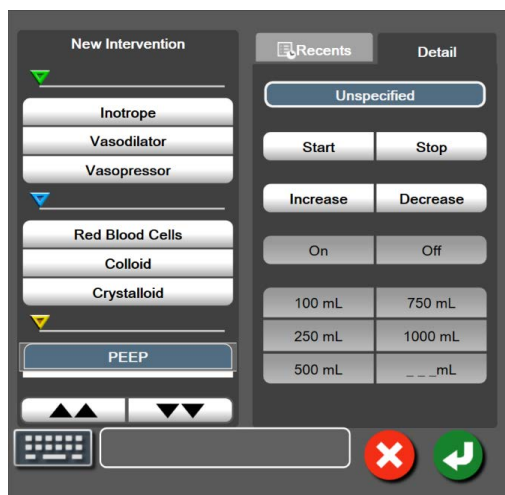 New Intervention
Inotrope
Vasodilator
Vasopressor
Red Blood Cells
Colloid
Crystalloid
PEEP
Recents
Detail
Unspecified
Start
Stop
Increase
Decrease
On
Off
100 mL
750 mL
250 mL
1000 mL
500 mL
_ _ _mL